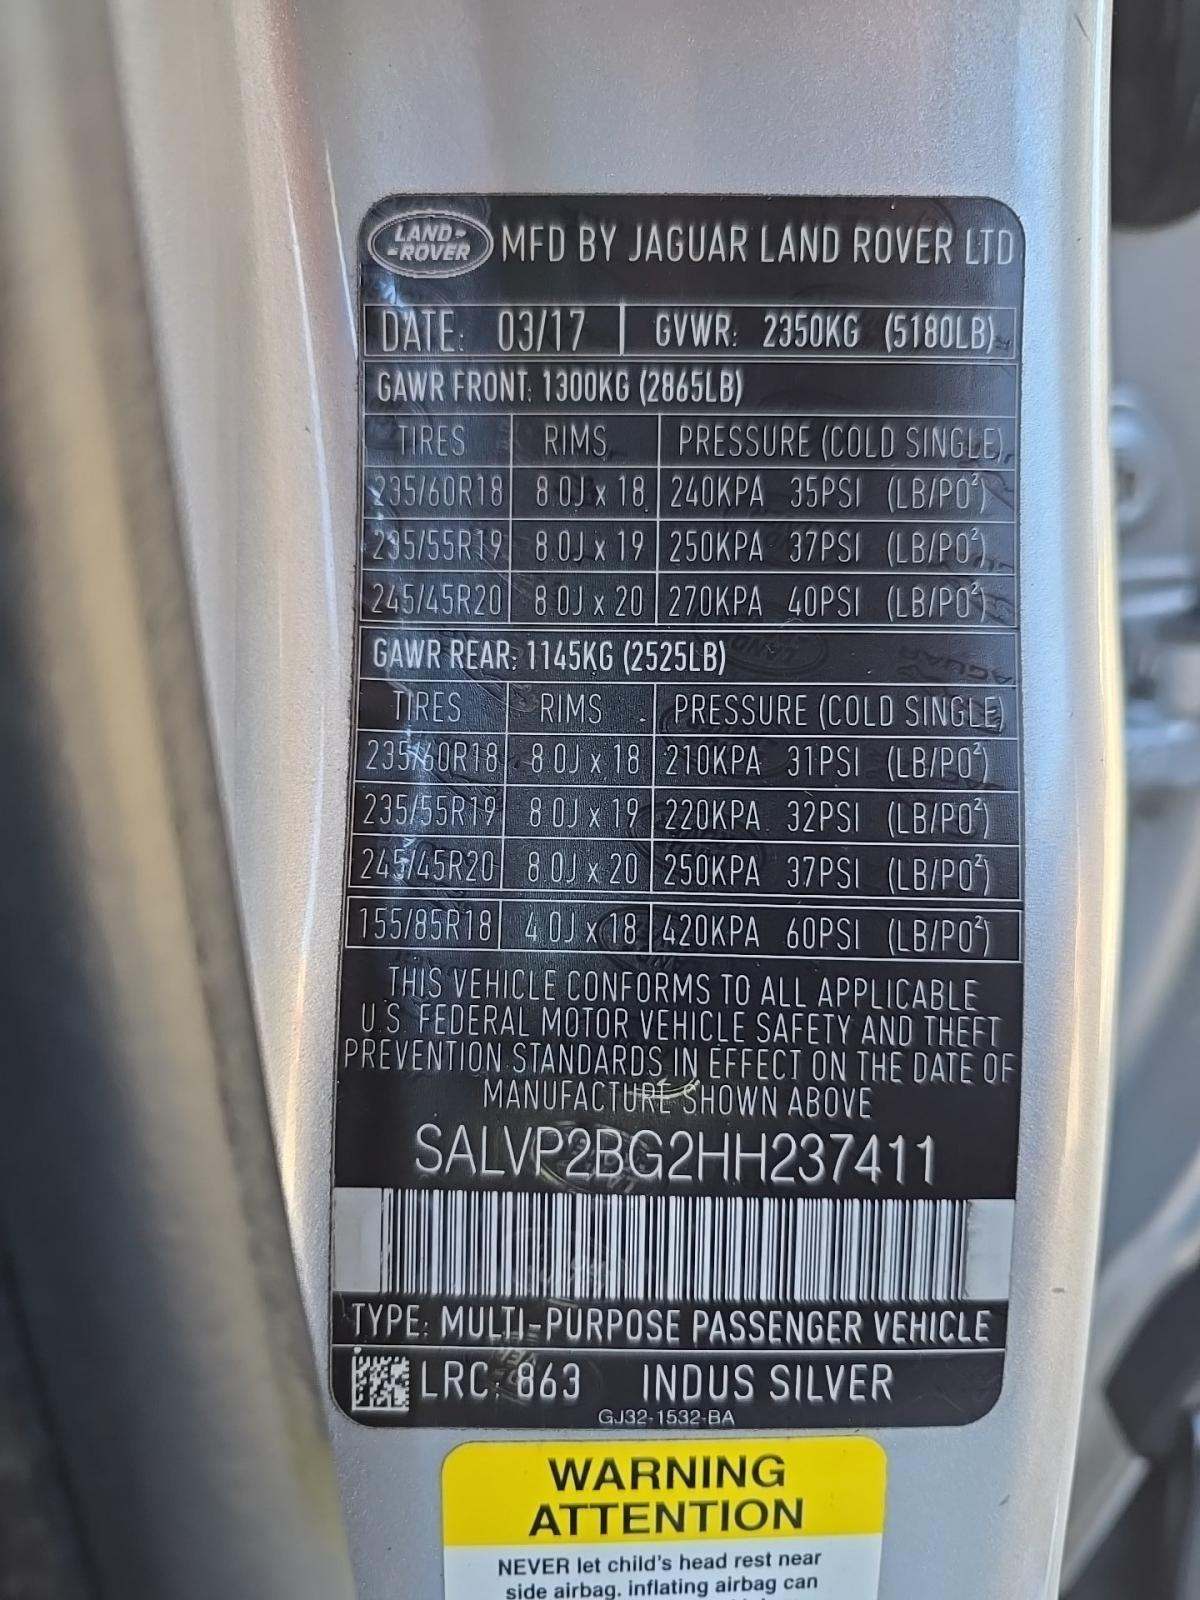 LAND-
-ROVER
MFD BY JAGUAR LAND ROVER LTD
DATE: 03/17 | GVWR: 2350KG (5180LB)
GAWR FRONT: 1300KG (2865LB)
TIRES RIMS PRESSURE (COLD SINGLE)
235/60R18 8.0J x 18 240KPA 35PSI (LB/PO²)
235/55R19 8.0J x 19 250KPA 37PSI (LB/PO²)
245/45R20 8.0J x 20 270KPA 40PSI (LB/PO²)
GAWR REAR: 1145KG (2525LB)
TIRES RIMS PRESSURE (COLD SINGLE)
235/60R18 8.0J x 18 210KPA 31PSI (LB/PO²)
235/55R19 8.0J x 19 220KPA 32PSI (LB/PO²)
245/45R20 8.0J x 20 250KPA 37PSI (LB/PO²)
155/85R18 4.0J x 18 420KPA 60PSI (LB/PO²)
THIS VEHICLE CONFORMS TO ALL APPLICABLE
U.S. FEDERAL MOTOR VEHICLE SAFETY AND THEFT
PREVENTION STANDARDS IN EFFECT ON THE DATE OF
MANUFACTURE SHOWN ABOVE
SALVP2BG2HH237411
TYPE: MULTI-PURPOSE PASSENGER VEHICLE
LRC: 863 INDUS SILVER
GJ32-1532-BA
WARNING
ATTENTION
NEVER let child's head rest near
side airbag. inflating airbag can